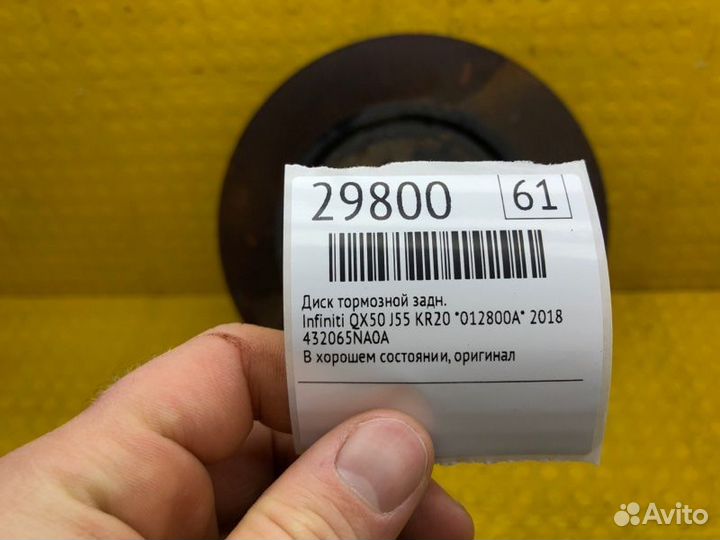 29800 61
Диск тормозной задн.
Infiniti QX50 J55 KR20 *012800A* 2018
432065NA0A
В хорошем состоянии, оригинал
Avito